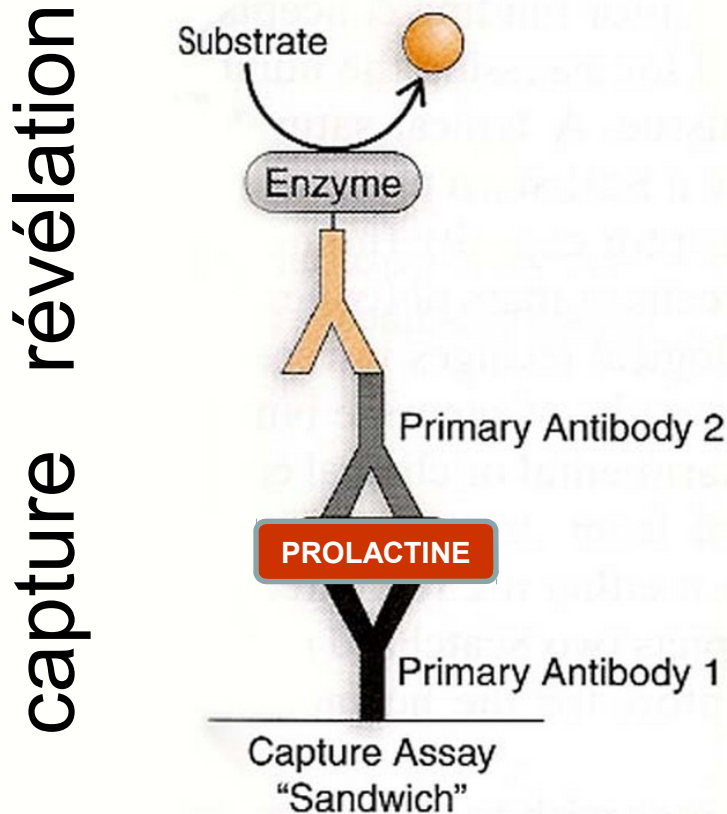 révélation
capture
Substrate
Enzyme
Primary Antibody 2
PROLACTINE
Primary Antibody 1
Capture Assay
“Sandwich”